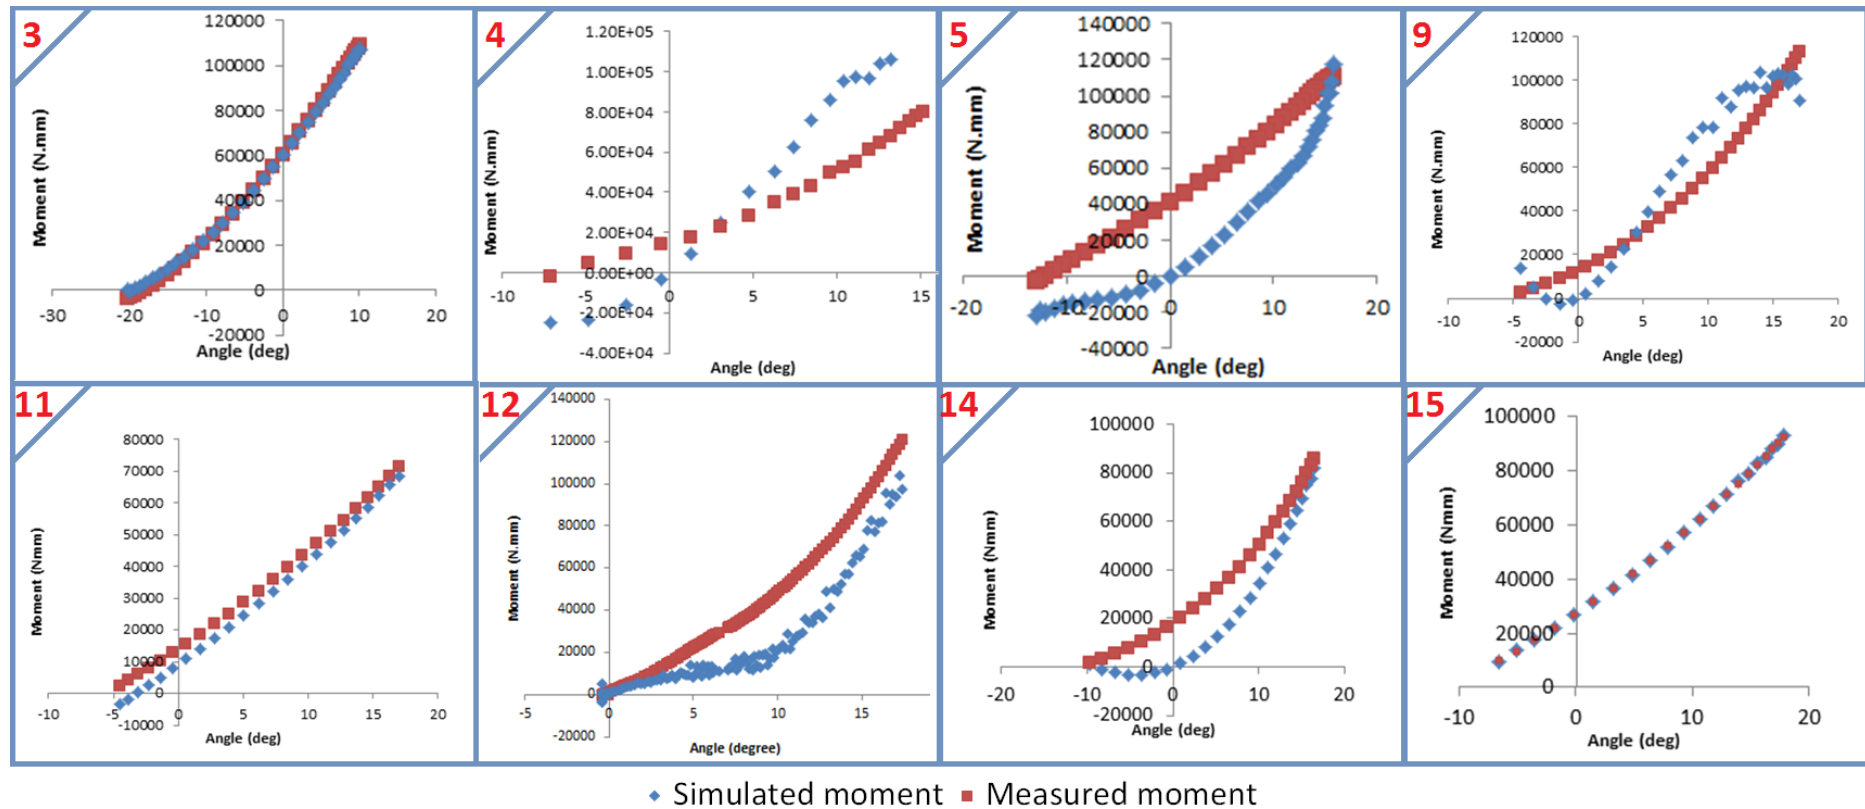 3
120000
100000
80000
60000
40000
20000
0
-20000
-30 -20 -10 0 10 20
Moment (N.mm)
Angle (deg)
4
1.20E+05
1.00E+05
8.00E+04
6.00E+04
4.00E+04
2.00E+04
0.00E+00
-2.00E+04
-4.00E+04
-10 -5 0 5 10 15
Moment (N.mm)
Angle (deg)
5
140000
120000
100000
80000
60000
40000
20000
0
-20000
-40000
-20 -10 0 10 20
Moment (N.mm)
Angle (deg)
9
120000
100000
80000
60000
40000
20000
0
-20000
-10 -5 0 5 10 15 20
Moment (N.mm)
Angle (deg)
11
80000
70000
60000
50000
40000
30000
20000
10000
0
-10000
-10 -5 0 5 10 15 20
Moment (Nmm)
Angle (deg)
12
140000
120000
100000
80000
60000
40000
20000
0
-20000
-5 0 5 10 15
Moment (N.mm)
Angle (degree)
14
100000
80000
60000
40000
20000
0
-20000
-20 -10 0 10 20
Moment (Nmm)
Angle (deg)
15
100000
80000
60000
40000
20000
0
-10 0 10 20
Moment (Nmm)
Angle (deg)
Simulated moment Measured moment